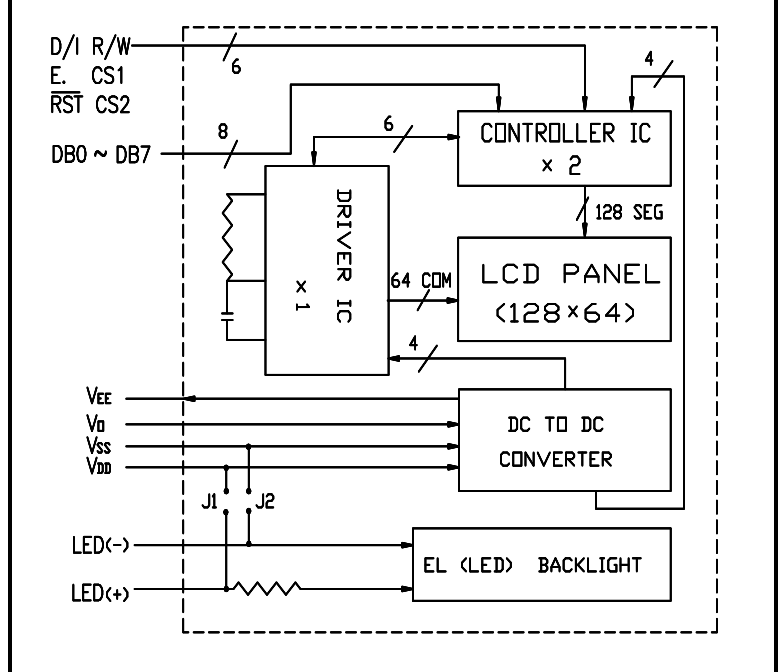 D/I R/W
6
E. CS1
RST CS2
4
8
DB0 ~ DB7
6
CONTROLLER IC
× 2
128 SEG
DRIVER IC
× 1
64 COM
LCD PANEL
(128×64)
4
VEE
V0
VSS
VDD
DC TO DC
CONVERTER
J1
J2
LED(-)
EL (LED) BACKLIGHT
LED(+)